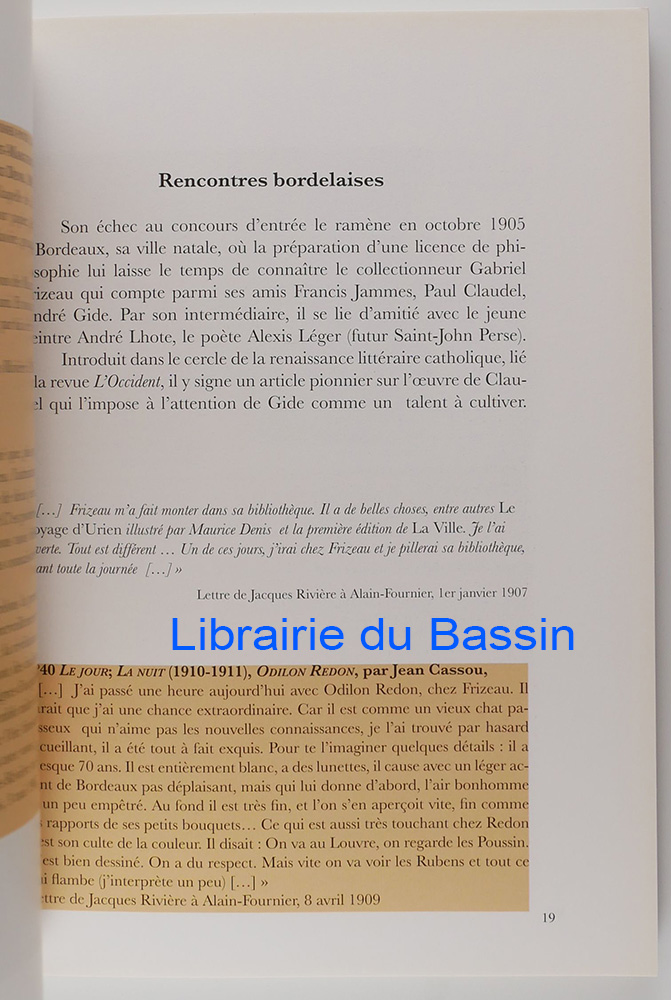 Rencontres bordelaises
Son échec au concours d'entrée le ramène en octobre 1905
Bordeaux, sa ville natale, où la préparation d'une licence de phi-
sophie lui laisse le temps de connaître le collectionneur Gabriel
rizeau qui compte parmi ses amis Francis Jammes, Paul Claudel,
ndré Gide. Par son intermédiaire, il se lie d'amitié avec le jeune
eintre André Lhote, le poète Alexis Léger (futur Saint-John Perse).
Introduit dans le cercle de la renaissance littéraire catholique, lié
la revue L'Occident, il y signe un article pionnier sur l'œuvre de Clau-
el qui l'impose à l'attention de Gide comme un talent à cultiver.
[…] Frizeau m'a fait monter dans sa bibliothèque. Il a de belles choses, entre autres Le
oyage d'Urien illustré par Maurice Denis et la première édition de La Ville. Je l'ai
verte. Tout est différent … Un de ces jours, j'irai chez Frizeau et je pillerai sa bibliothèque,
ant toute la journée […] »
Lettre de Jacques Rivière à Alain-Fournier, 1er janvier 1907
Librairie du Bassin
°40 Le jour; La nuit (1910-1911), Odilon Redon, par Jean Cassou,
[…] J'ai passé une heure aujourd'hui avec Odilon Redon, chez Frizeau. Il
rait que j'ai une chance extraordinaire. Car il est comme un vieux chat pa-
sseux qui n'aime pas les nouvelles connaissances, je l'ai trouvé par hasard
cueillant, il a été tout à fait exquis. Pour te l'imaginer quelques détails : il a
esque 70 ans. Il est entièrement blanc, a des lunettes, il cause avec un léger ac-
nt de Bordeaux pas déplaisant, mais qui lui donne d'abord, l'air bonhomme
un peu empêtré. Au fond il est très fin, et l'on s'en aperçoit vite, fin comme
s rapports de ses petits bouquets… Ce qui est aussi très touchant chez Redon
est son culte de la couleur. Il disait : On va au Louvre, on regarde les Poussin.
est bien dessiné. On a du respect. Mais vite on va voir les Rubens et tout ce
i flambe (j'interprète un peu) […] »
ettre de Jacques Rivière à Alain-Fournier, 8 avril 1909
19